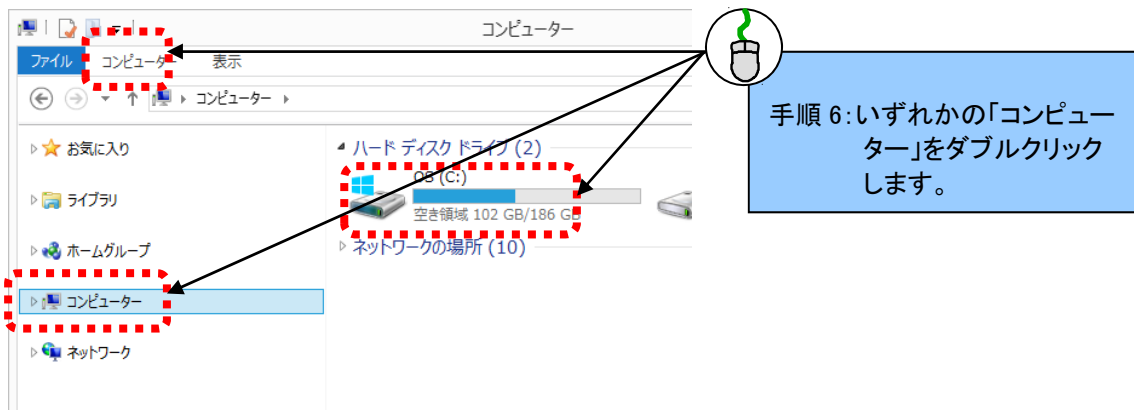 コンピューター
ファイル コンピューター 表示
コンピューター
お気に入り
ライブラリ
ホームグループ
コンピューター
ネットワーク
ハード ディスク ドライブ (2)
OS (C:)
空き領域 102 GB/186 GB
ネットワークの場所 (10)
手順 6：いずれかの「コンピュー
ター」をダブルクリック
します。